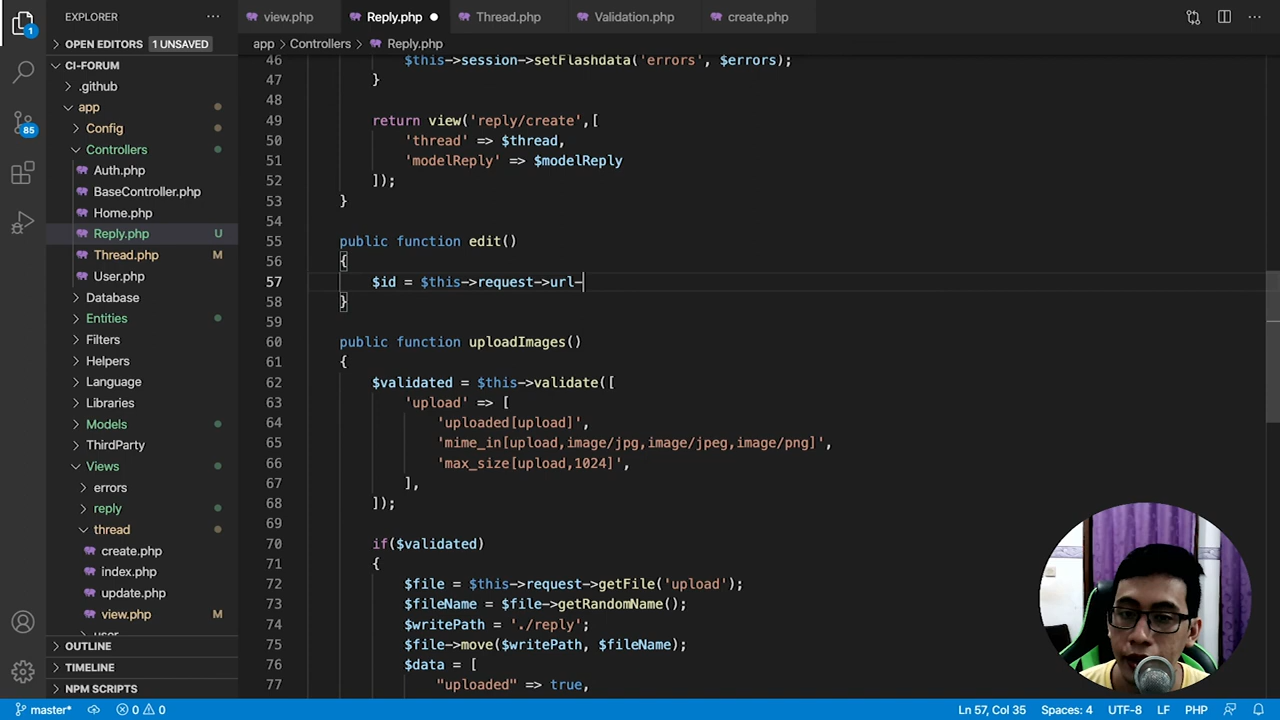 EXPLORER
view.php
Reply.php
Thread.php
Validation.php
create.php
OPEN EDITORS
1 UNSAVED
app
Controllers
Reply.php
CI-FORUM
.github
app
Config
Controllers
Auth.php
BaseController.php
Home.php
Reply.php U
Thread.php M
User.php
Database
Entities
Filters
Helpers
Language
Libraries
Models
ThirdParty
Views
errors
reply
thread
create.php
index.php
update.php
view.php M
OUTLINE
TIMELINE
NPM SCRIPTS
1
85
46 $this->session->setFlashdata('errors', $errors);
47 }
48
49 return view('reply/create',[
50 'thread' => $thread,
51 'modelReply' => $modelReply
52 ]);
53 }
54
55 public function edit()
56 {
57 $id = $this->request->url-
58 }
59
60 public function uploadImages()
61 {
62 $validated = $this->validate([
63 'upload' => [
64 'uploaded[upload]',
65 'mime_in[upload,image/jpg,image/jpeg,image/png]',
66 'max_size[upload,1024]',
67 ],
68 ]);
69
70 if($validated)
71 {
72 $file = $this->request->getFile('upload');
73 $fileName = $file->getRandomName();
74 $writePath = './reply';
75 $file->move($writePath, $fileName);
76 $data = [
77 "uploaded" => true,
master*
0
0
Ln 57, Col 35
Spaces: 4
UTF-8
LF
PHP